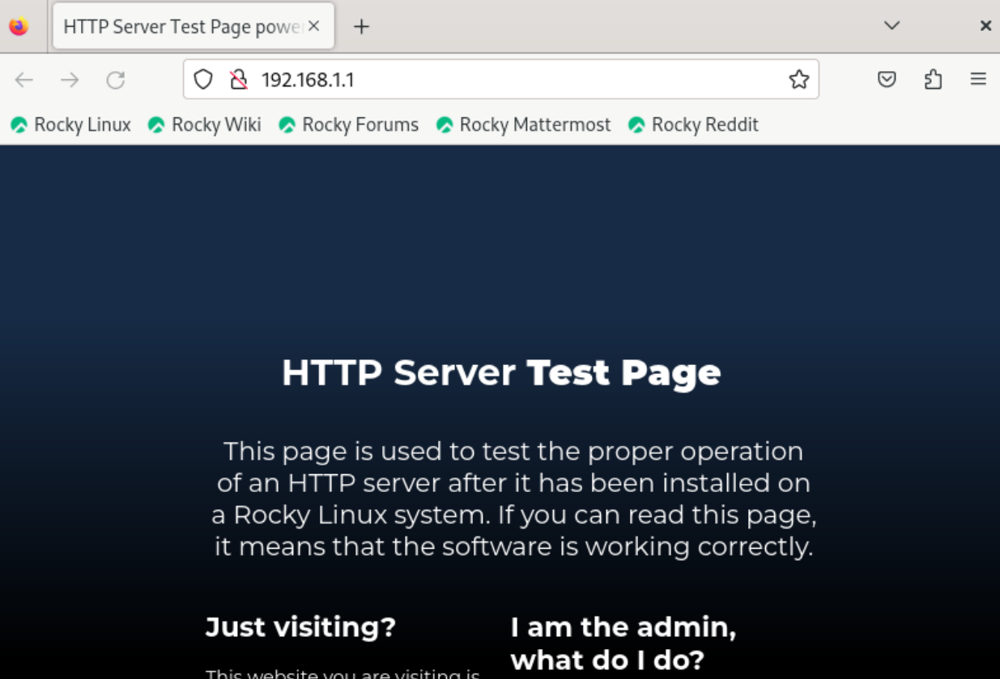 HTTP Server Test Page powe
192.168.1.1
Rocky Linux Rocky Wiki Rocky Forums Rocky Mattermost Rocky Reddit
HTTP Server Test Page
This page is used to test the proper operation
of an HTTP server after it has been installed on
a Rocky Linux system. If you can read this page,
it means that the software is working correctly.
Just visiting?
This website you are visiting is
I am the admin,
what do I do?